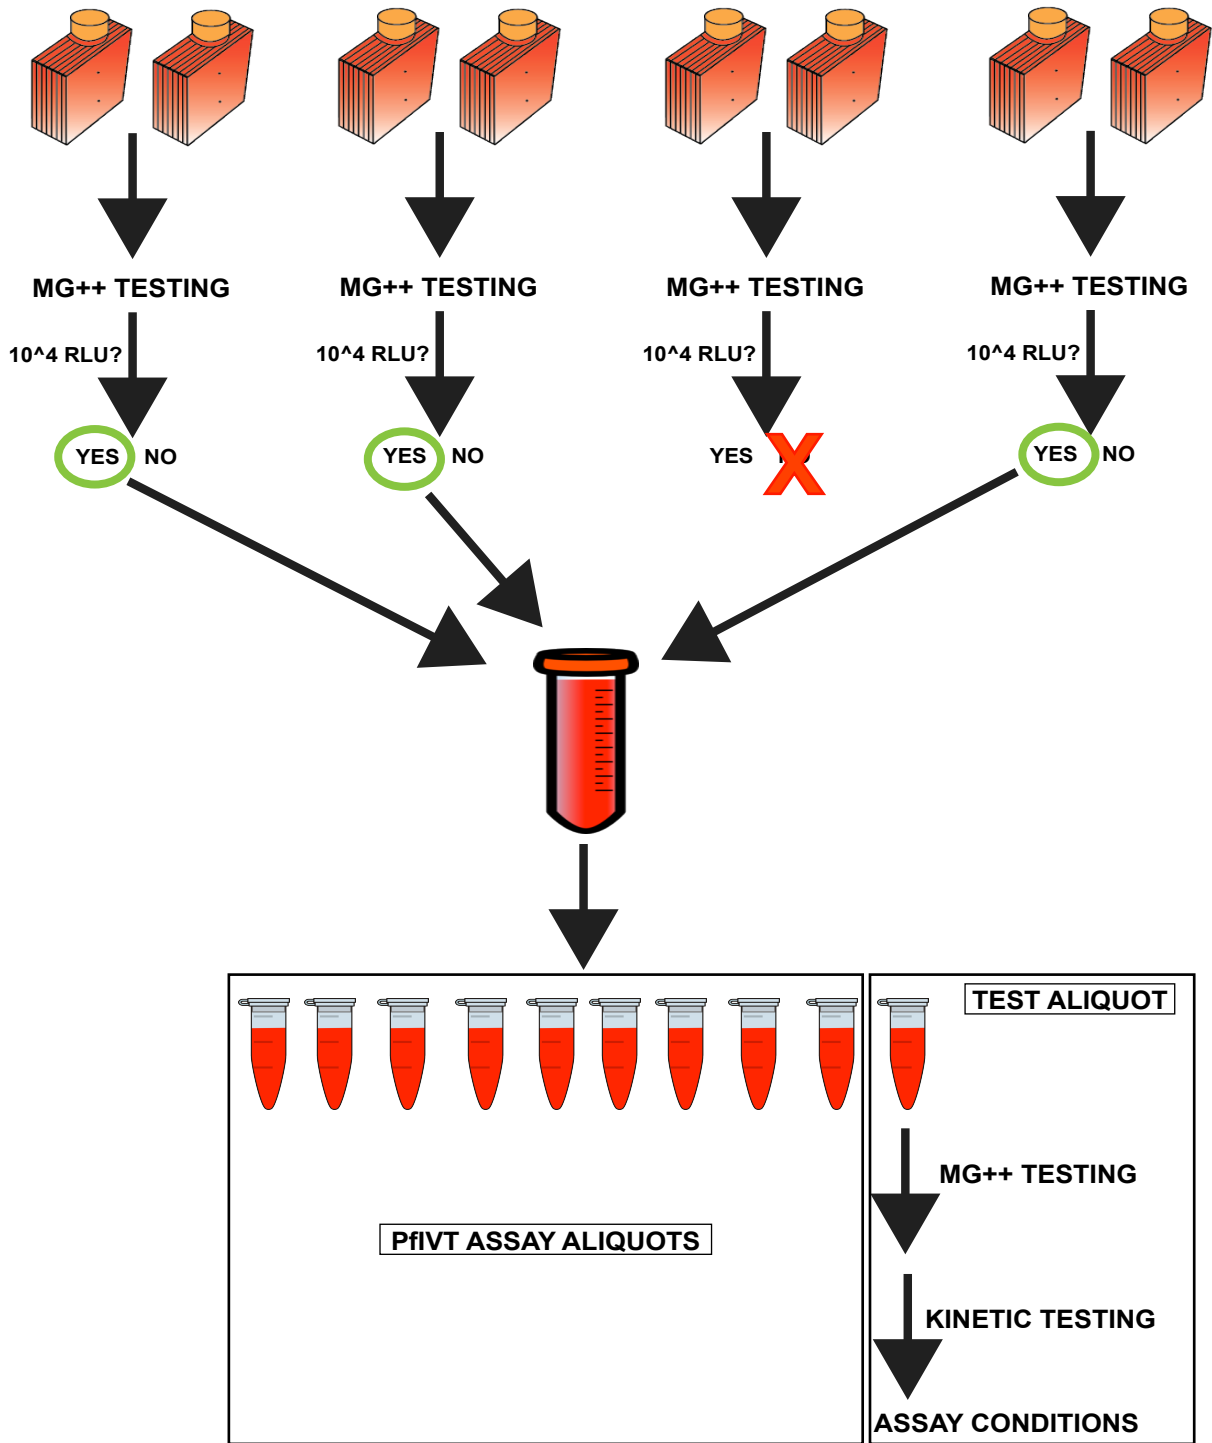 MG++ TESTING MG++ TESTING MG++ TESTING MG++ TESTING
10^4 RLU? 10^4 RLU? 10^4 RLU? 10^4 RLU?
YES NO YES NO YES YES NO
TEST ALIQUOT
MG++ TESTING
PfIVT ASSAY ALIQUOTS
KINETIC TESTING
ASSAY CONDITIONS